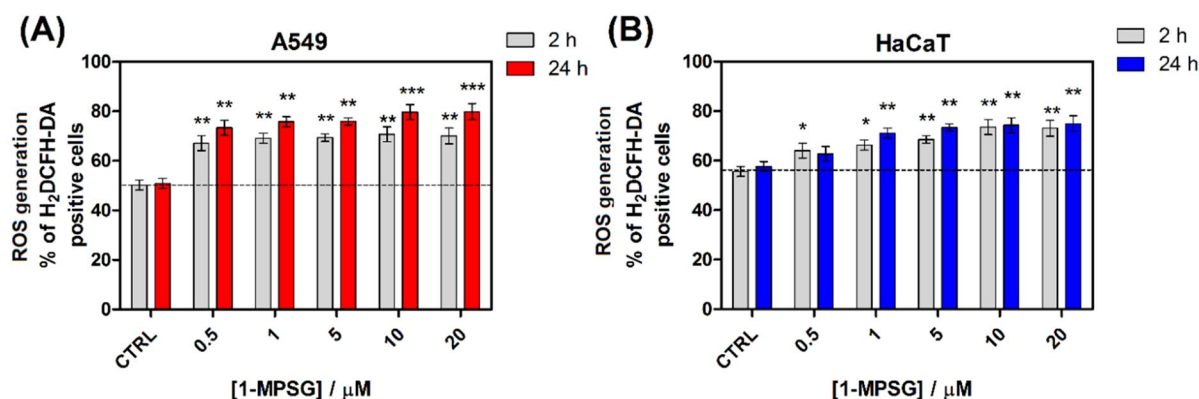 (A)
A549
2 h
24 h
ROS generation
% of H₂DCFH-DA
positive cells
100
80
60
40
20
0
** ** ** ** ** ** ** *** ** ***
CTRL 0.5 1 5 10 20
[1-MPSG] / μM
(B)
HaCaT
2 h
24 h
ROS generation
% of H₂DCFH-DA
positive cells
100
80
60
40
20
0
* * ** ** ** ** ** ** **
CTRL 0.5 1 5 10 20
[1-MPSG] / μM